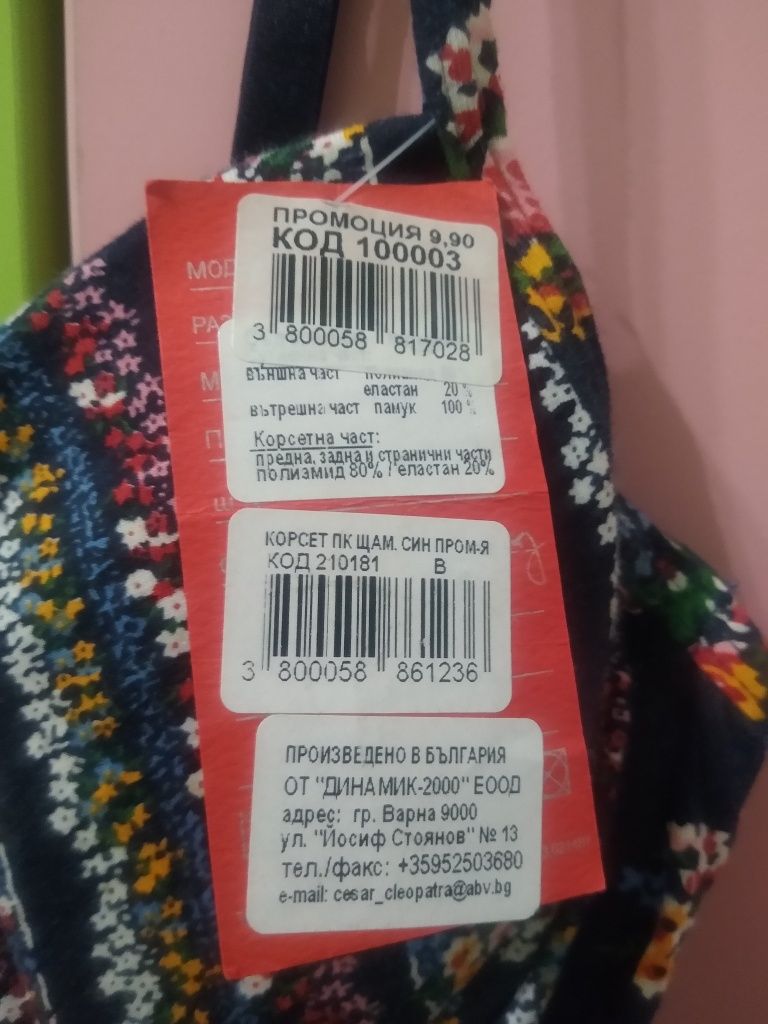 ПРОМОЦИЯ 9,90
КОД 100003
3 800058 817028
МОД
РАЗ
външна част
еластан 20 %
вътрешна част памук 100 %
Корсетна част:
предна, задна и странични части
полиамид 80% / еластан 20%
КОРСЕТ ПК ЩАМ. СИН ПРОМ-Я
КОД 210181 В
3 800058 861236
ПРОИЗВЕДЕНО В БЪЛГАРИЯ
ОТ "ДИНАМИК-2000" ЕООД
адрес: гр. Варна 9000
ул. "Йосиф Стоянов" № 13
тел./факс: +35952503680
e-mail: cesar_cleopatra@abv.bg